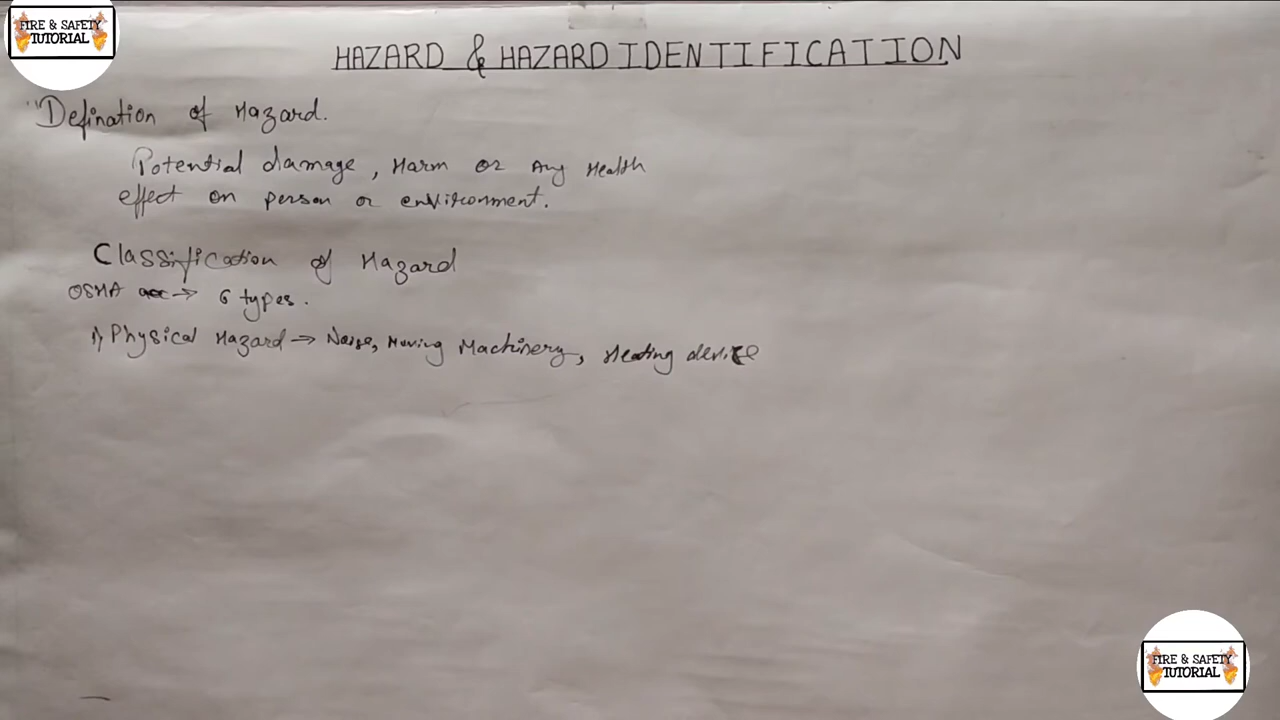 FIRE & SAFETY
TUTORIAL
HAZARD & HAZARD IDENTIFICATION
"Defination of Hazard.
Potential damage, Harm or Any Health
effect on person or environment.
Classification of Hazard
OSHA acc → 6 types.
1) Physical Hazard → Noise, Moving Machinery, Heating device
FIRE & SAFETY
TUTORIAL